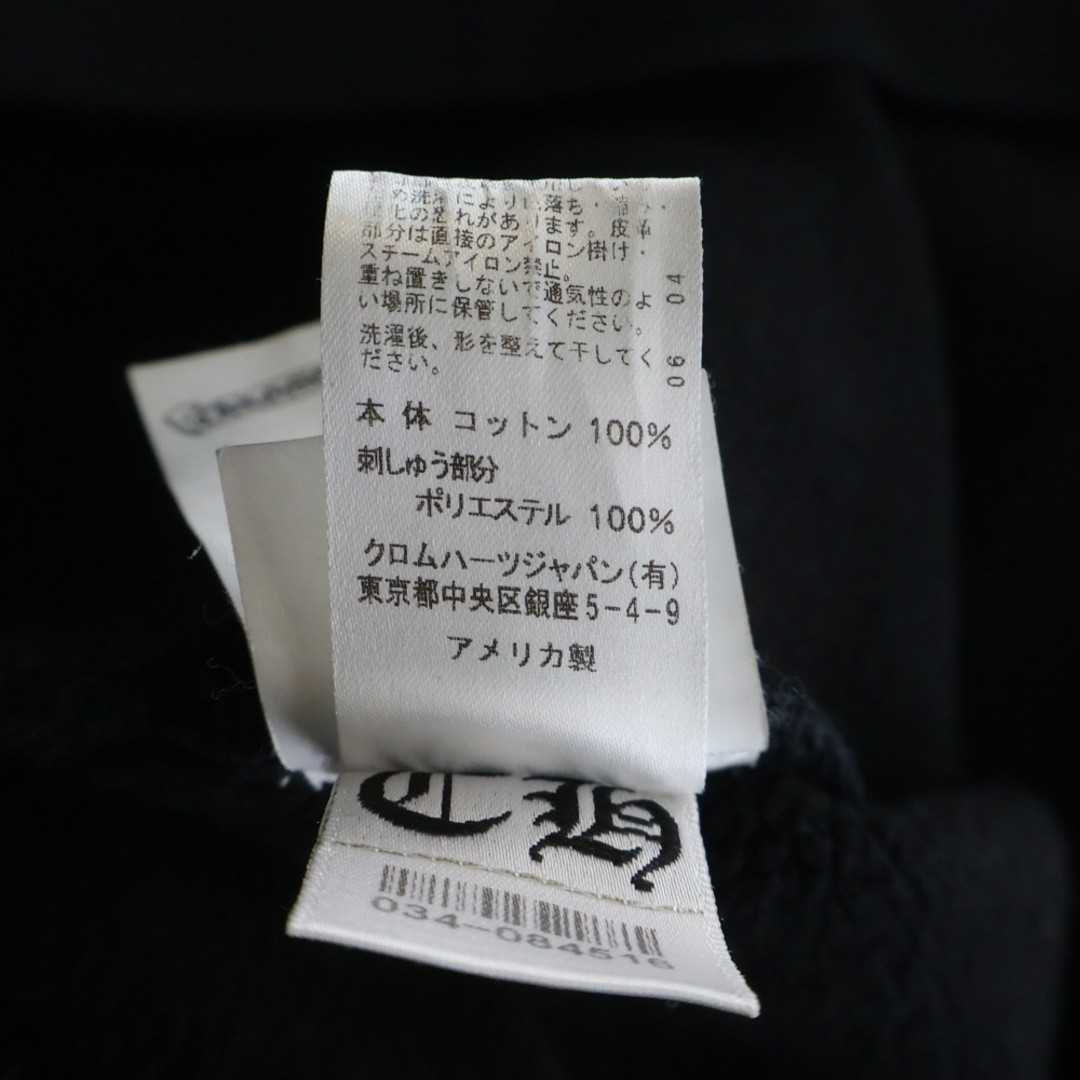 落ち・
め洗濯により
どの恐れがあります。皮革
部分は直接のアイロン掛け・
スチームアイロン禁止。
重ね置きしないで通気性のよ
い場所に保管してください。
洗濯後、形を整えて干してく
ださい。
06 04
本 体 コットン 100%
刺しゅう部分
ポリエステル 100%
クロムハーツジャパン(有)
東京都中央区銀座5-4-9
アメリカ製
CH
034-084516